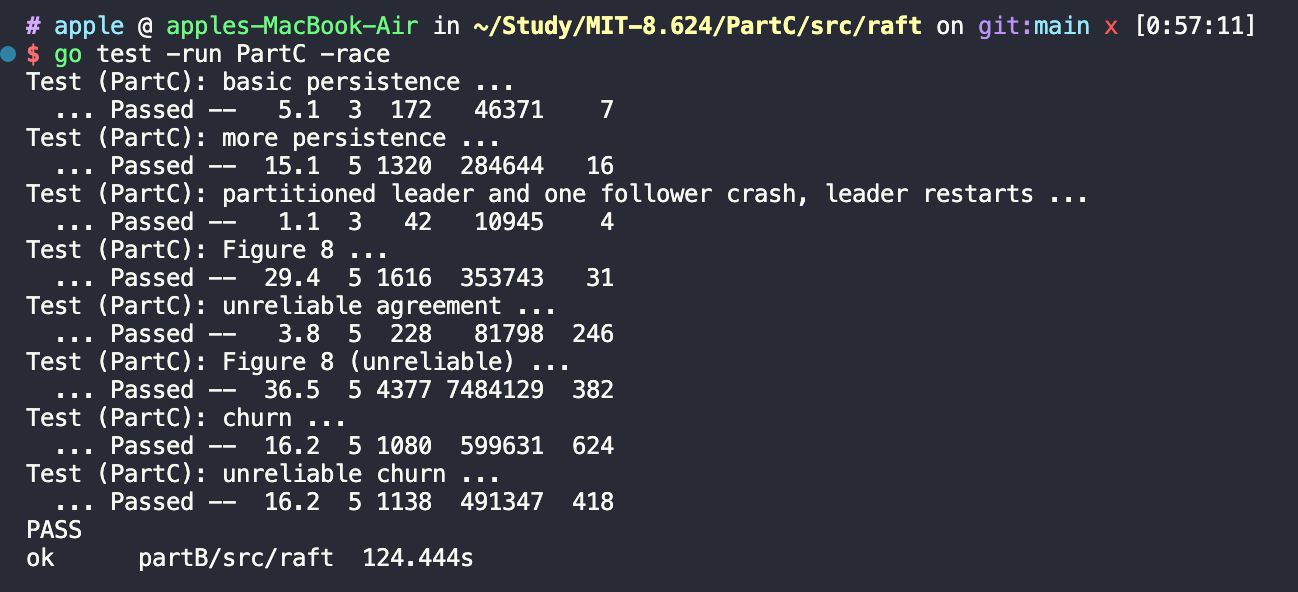 # apple @ apples-MacBook-Air in ~/Study/MIT-8.624/PartC/src/raft on git:main x [0:57:11]
$ go test -run PartC -race
Test (PartC): basic persistence ...
  ... Passed --   5.1  3  172   46371    7
Test (PartC): more persistence ...
  ... Passed --  15.1  5 1320  284644   16
Test (PartC): partitioned leader and one follower crash, leader restarts ...
  ... Passed --   1.1  3   42   10945    4
Test (PartC): Figure 8 ...
  ... Passed --  29.4  5 1616  353743   31
Test (PartC): unreliable agreement ...
  ... Passed --   3.8  5  228   81798  246
Test (PartC): Figure 8 (unreliable) ...
  ... Passed --  36.5  5 4377 7484129  382
Test (PartC): churn ...
  ... Passed --  16.2  5 1080  599631  624
Test (PartC): unreliable churn ...
  ... Passed --  16.2  5 1138  491347  418
PASS
ok      partB/src/raft  124.444s